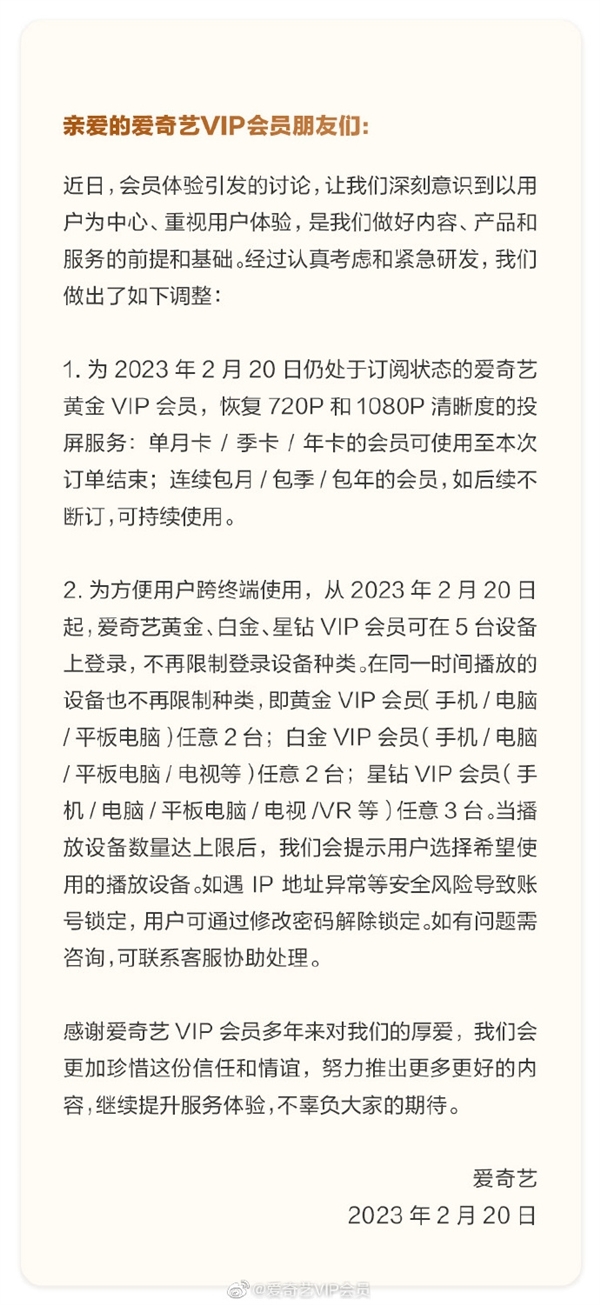 亲爱的爱奇艺VIP会员朋友们:
近日，会员体验引发的讨论，让我们深刻意识到以用
户为中心、重视用户体验，是我们做好内容、产品和
服务的前提和基础。经过认真考虑和紧急研发，我们
做出了如下调整：
1. 为 2023 年 2 月 20 日仍处于订阅状态的爱奇艺
黄金 VIP 会员，恢复 720P 和 1080P 清晰度的投
屏服务：单月卡 / 季卡 / 年卡的会员可使用至本次
订单结束；连续包月 / 包季 / 包年的会员，如后续不
断订，可持续使用。
2. 为方便用户跨终端使用，从 2023 年 2 月 20 日
起，爱奇艺黄金、白金、星钻 VIP 会员可在 5 台设备
上登录，不再限制登录设备种类。在同一时间播放的
设备也不再限制种类，即黄金 VIP 会员（手机 / 电脑
/ 平板电脑）任意 2 台；白金 VIP 会员（手机 / 电脑
/ 平板电脑 / 电视等）任意 2 台；星钻 VIP 会员（手
机 / 电脑 / 平板电脑 / 电视 /VR 等）任意 3 台。当播
放设备数量达上限后，我们会提示用户选择希望使
用的播放设备。如遇 IP 地址异常等安全风险导致账
号锁定，用户可通过修改密码解除锁定。如有问题需
咨询，可联系客服协助处理。
感谢爱奇艺 VIP 会员多年来对我们的厚爱，我们会
更加珍惜这份信任和情谊，努力推出更多更好的内
容，继续提升服务体验，不辜负大家的期待。
爱奇艺
2023 年 2 月 20 日
@爱奇艺VIP会员